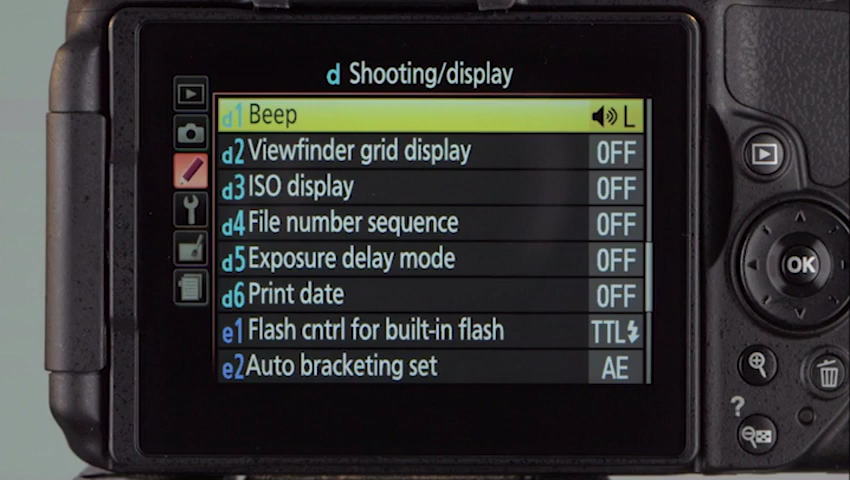 d Shooting/display
d1 Beep L
d2 Viewfinder grid display OFF
d3 ISO display OFF
d4 File number sequence OFF
d5 Exposure delay mode OFF
d6 Print date OFF
e1 Flash cntrl for built-in flash TTL
e2 Auto bracketing set AE
OK
?